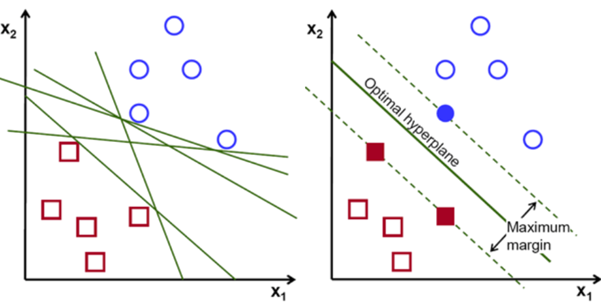 x2
x1
x2
Optimal hyperplane
Maximum
margin
x1